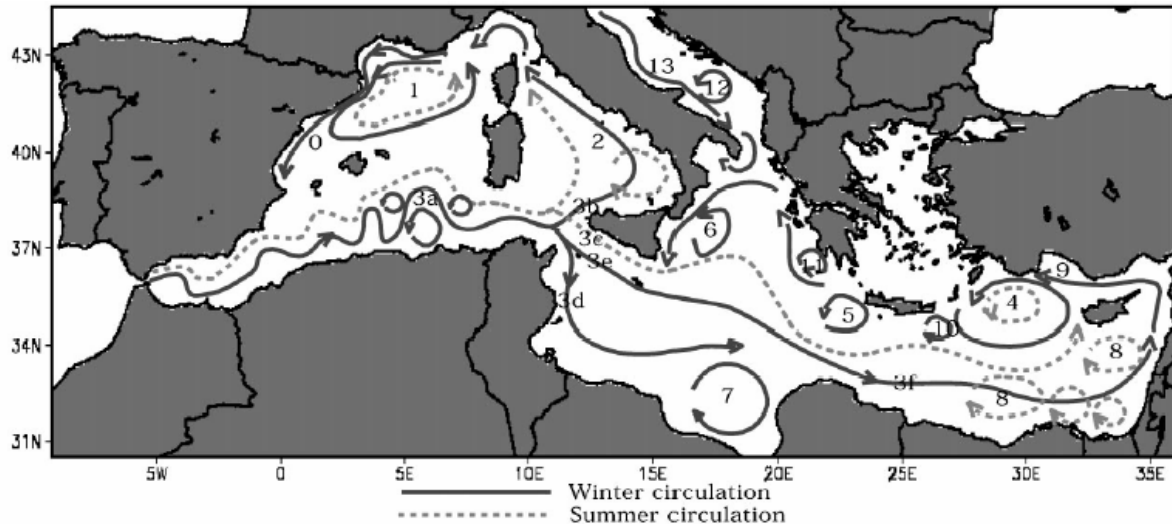 43N
13
12
1
0
2
40N
3a
3b
6
37N
3c
3e
11
9
4
3d
5
10
34N
8
3f
8
7
31N
5W 0 5E 10E 15E 20E 25E 30E 35E
Winter circulation
Summer circulation